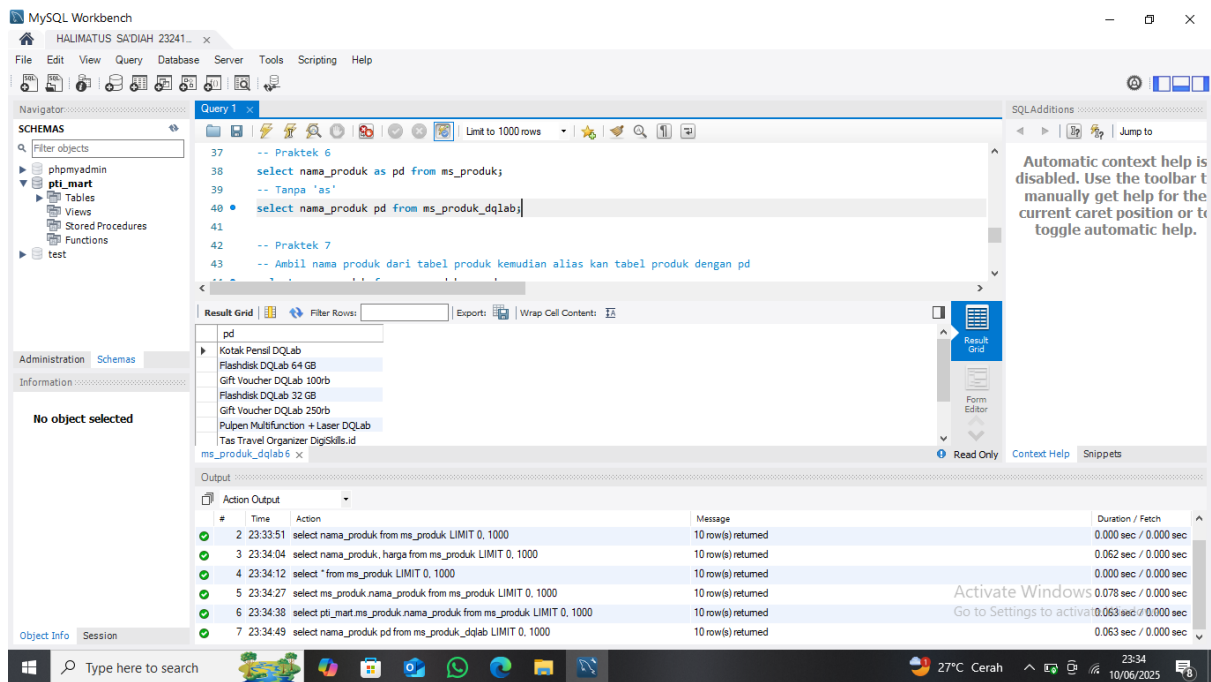 MySQL Workbench
HALIMATUS SA'DIAH 23241...
File Edit View Query Database Server Tools Scripting Help
Navigator
SCHEMAS
Filter objects
phpmyadmin
pti_mart
Tables
Views
Stored Procedures
Functions
test
Administration Schemas
Information
No object selected
Object Info Session
Query 1
Limit to 1000 rows
37 -- Praktek 6
38 select nama_produk as pd from ms_produk;
39 -- Tanpa 'as'
40 select nama_produk pd from ms_produk_dqlab;
41
42 -- Praktek 7
43 -- Ambil nama produk dari tabel produk kemudian alias kan tabel produk dengan pd
Result Grid Filter Rows: Export: Wrap Cell Content:
pd
Kotak Pensil DQLab
Flashdisk DQLab 64 GB
Gift Voucher DQLab 100rb
Flashdisk DQLab 32 GB
Gift Voucher DQLab 250rb
Pulpen Multifunction + Laser DQLab
Tas Travel Organizer DigiSkills.id
Result Grid
Form Editor
ms_produk_dqlab6
Read Only
SQLAdditions
Jump to
Automatic context help is
disabled. Use the toolbar t
manually get help for the
current caret position or to
toggle automatic help.
Context Help Snippets
Output
Action Output
# Time Action Message Duration / Fetch
2 23:33:51 select nama_produk from ms_produk LIMIT 0, 1000 10 row(s) returned 0.000 sec / 0.000 sec
3 23:34:04 select nama_produk, harga from ms_produk LIMIT 0, 1000 10 row(s) returned 0.062 sec / 0.000 sec
4 23:34:12 select * from ms_produk LIMIT 0, 1000 10 row(s) returned 0.000 sec / 0.000 sec
5 23:34:27 select ms_produk.nama_produk from ms_produk LIMIT 0, 1000 10 row(s) returned 0.078 sec / 0.000 sec
6 23:34:38 select pti_mart.ms_produk.nama_produk from ms_produk LIMIT 0, 1000 10 row(s) returned 0.063 sec / 0.000 sec
7 23:34:49 select nama_produk pd from ms_produk_dqlab LIMIT 0, 1000 10 row(s) returned 0.063 sec / 0.000 sec
Activate Windows
Go to Settings to activate
Type here to search
27°C Cerah
23:34
10/06/2025
8